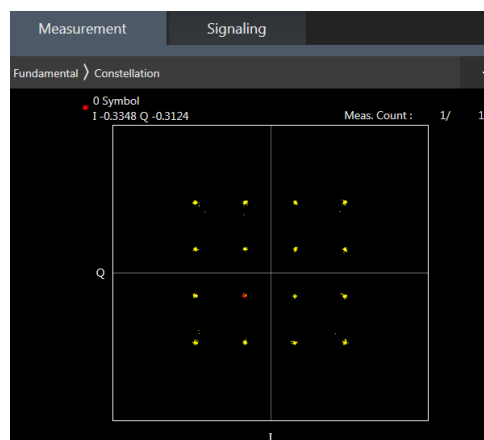 Measurement Signaling
Fundamental 〉 Constellation
0 Symbol
I -0.3348 Q -0.3124 Meas. Count : 1/ 1
Q
I